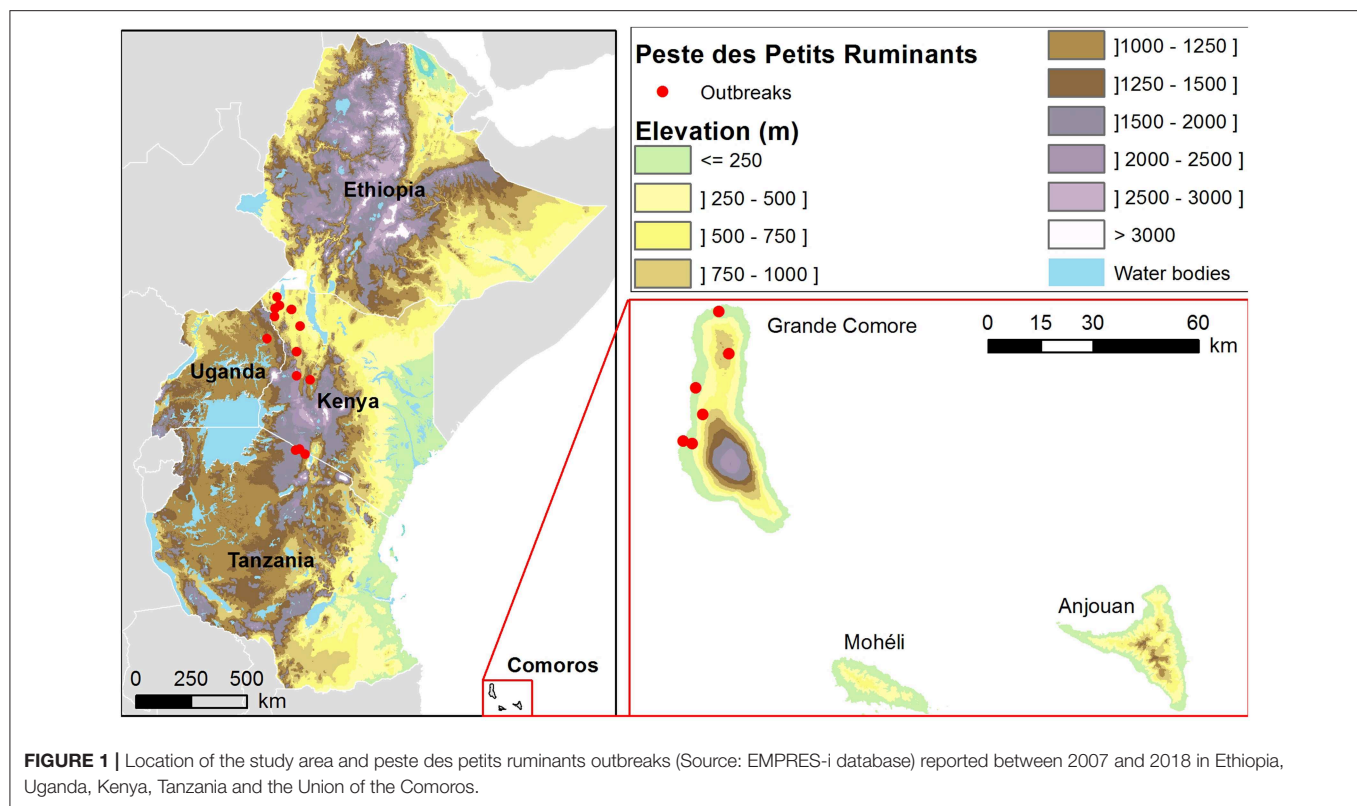 Peste des Petits Ruminants
Outbreaks
Elevation (m)
<= 250
] 250 - 500 ]
] 500 - 750 ]
] 750 - 1000 ]
]1000 - 1250 ]
]1250 - 1500 ]
]1500 - 2000 ]
] 2000 - 2500 ]
] 2500 - 3000 ]
> 3000
Water bodies
Ethiopia
Uganda
Kenya
Tanzania
Comoros
0 250 500
km
Grande Comore
0 15 30 60
km
Anjouan
Mohéli
FIGURE 1 | Location of the study area and peste des petits ruminants outbreaks (Source: EMPRES-i database) reported between 2007 and 2018 in Ethiopia,
Uganda, Kenya, Tanzania and the Union of the Comoros.